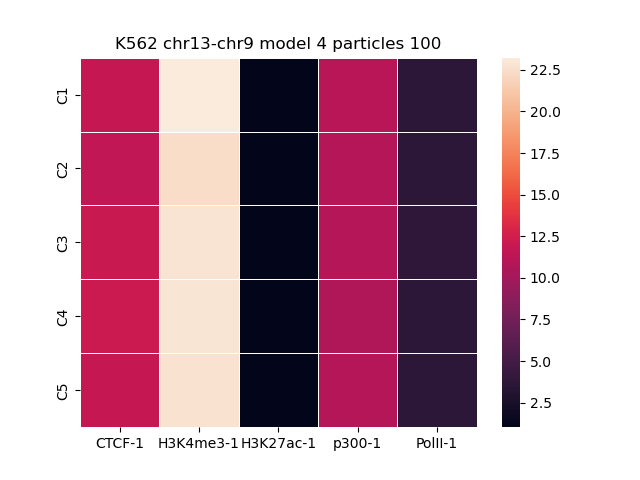 K562 chr13-chr9 model 4 particles 100
C1
C2
C3
C4
C5
CTCF-1 H3K4me3-1 H3K27ac-1 p300-1 PolII-1
22.5
20.0
17.5
15.0
12.5
10.0
7.5
5.0
2.5